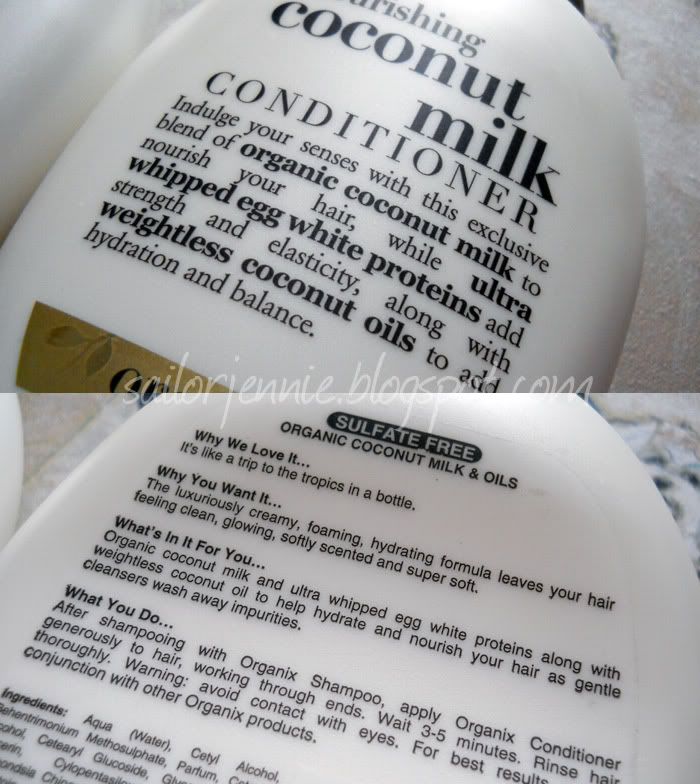 coconut
milk
CONDITIONER
Indulge your senses with this exclusive
blend of organic coconut milk to
nourish your hair, while ultra
whipped egg white proteins add
strength and elasticity, along with
weightless coconut oils to add
hydration and balance.
sailorjennie.blogspot.com
SULFATE FREE
ORGANIC COCONUT MILK & OILS
Why We Love It...
It's like a trip to the tropics in a bottle.
Why You Want It...
The luxuriously creamy, foaming, hydrating formula leaves your hair
feeling clean, glowing, softly scented and super soft.
What's In It For You...
Organic coconut milk and ultra whipped egg white proteins along with
weightless coconut oil to help hydrate and nourish your hair as gentle
cleansers wash away impurities.
What You Do...
After shampooing with Organix Shampoo, apply Organix Conditioner
generously to hair, working through ends. Wait 3-5 minutes. Rinse hair
thoroughly. Warning: avoid contact with eyes. For best results use in
conjunction with other Organix products.
Ingredients: Aqua (Water), Cetyl Alcohol,
Behentrimonium Methosulphate, Parfum,
Cetearyl Glucoside,